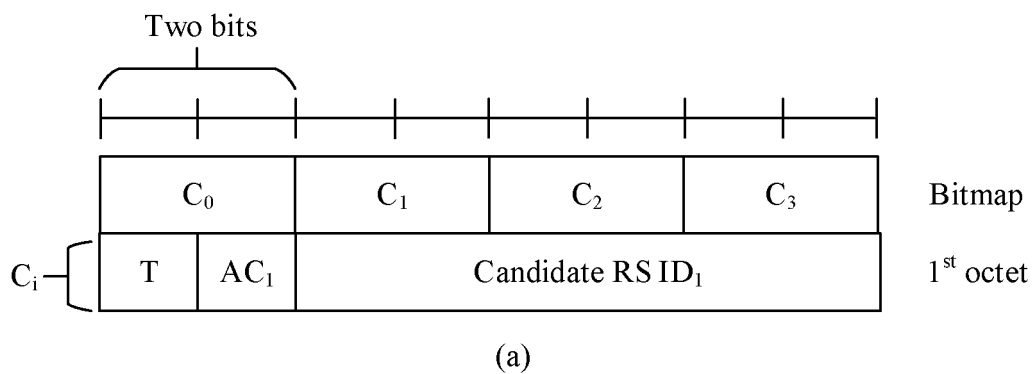 Two bits
C₀ C₁ C₂ C₃ Bitmap
Cᵢ T AC₁ Candidate RS ID₁ 1ˢᵗ octet
(a)